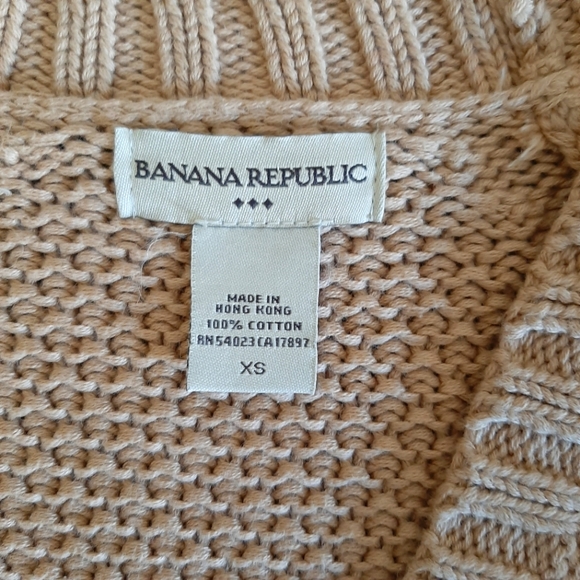 BANANA REPUBLIC
MADE IN
HONG KONG
100% COTTON
RN54023CA17897
XS